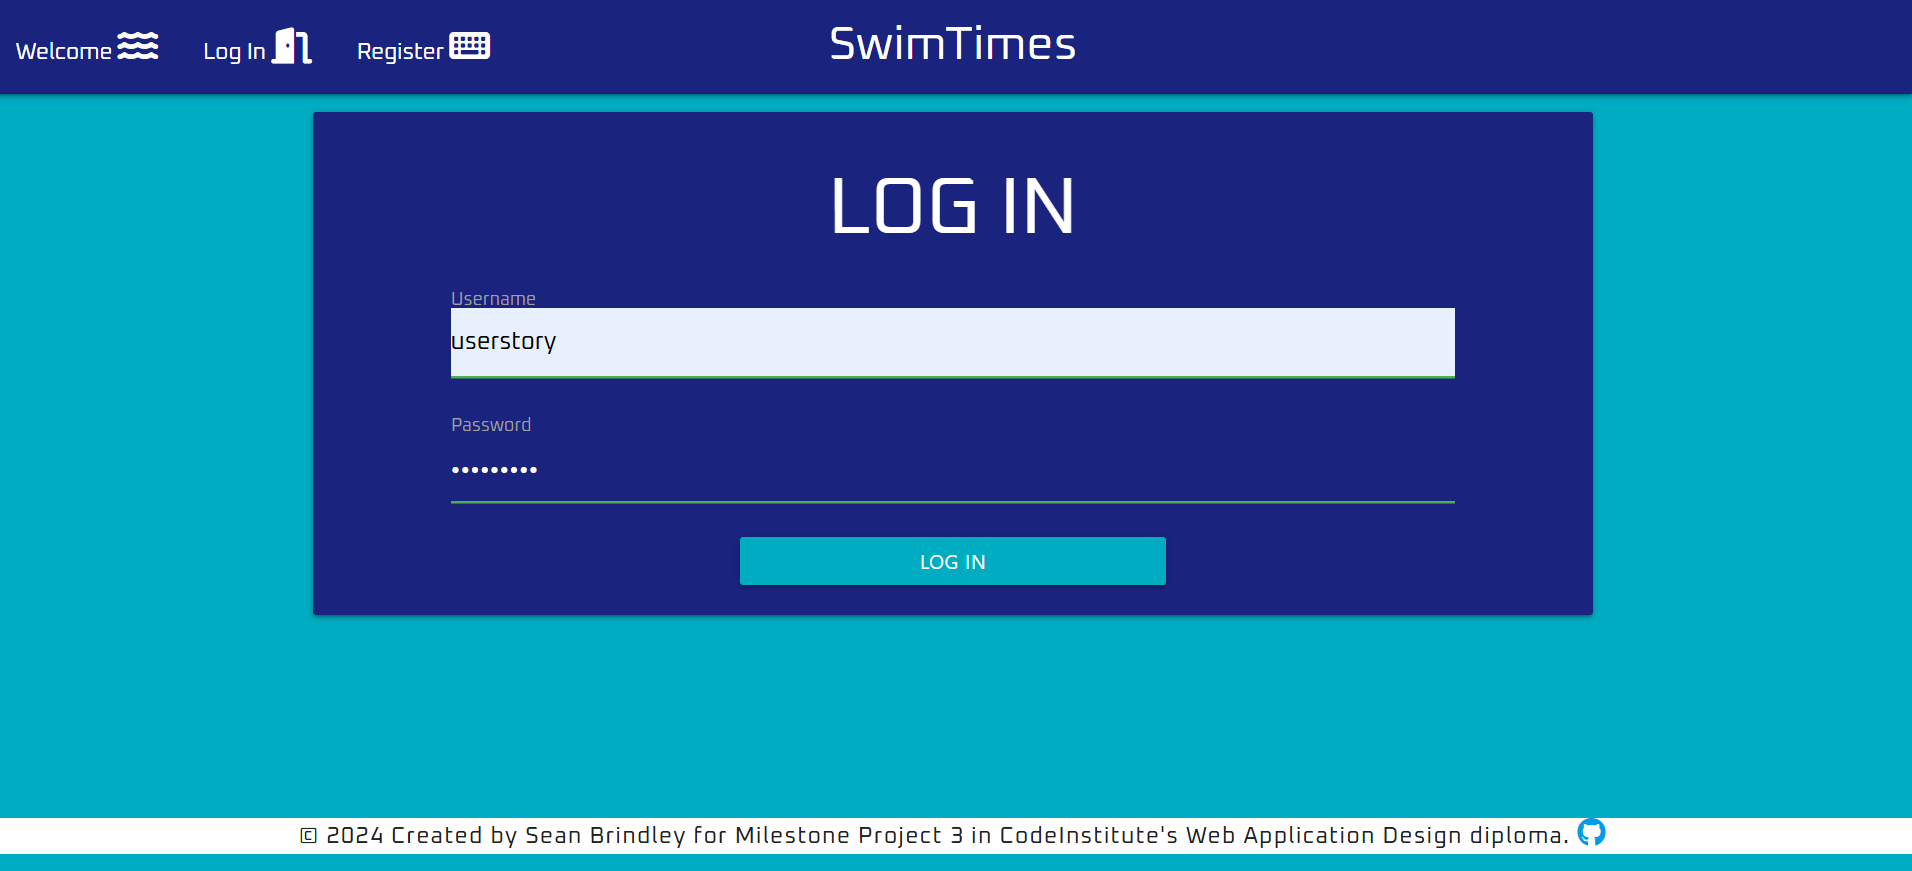 Welcome
Log In
Register
SwimTimes
LOG IN
Username
userstory
Password
•••••••••
LOG IN
© 2024 Created by Sean Brindley for Milestone Project 3 in CodeInstitute's Web Application Design diploma.